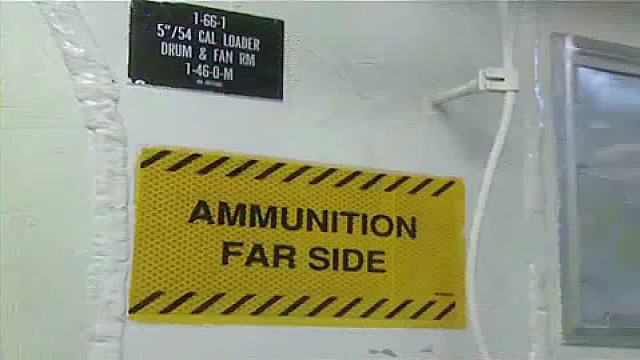 1-66-1
5"/54 CAL LOADER
DRUM & FAN RM
1-46-0-M
AMMUNITION
FAR SIDE